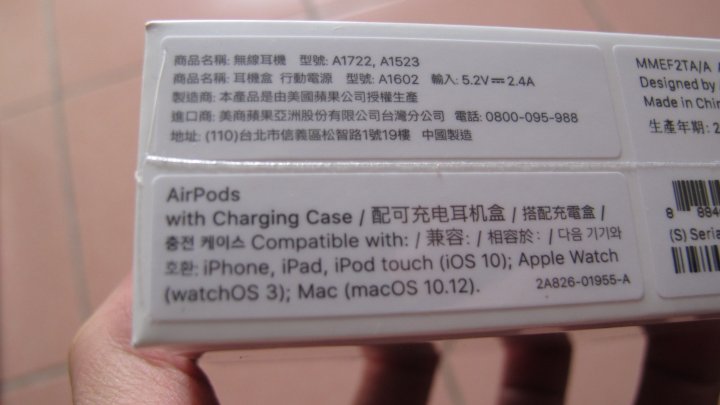 商品名稱: 無線耳機 型號: A1722, A1523
商品名稱: 耳機盒 行動電源 型號: A1602 輸入: 5.2V⎓2.4A
製造商: 本產品是由美國蘋果公司授權生產
進口商: 美商蘋果亞洲股份有限公司台灣分公司 電話: 0800-095-988
地址: (110)台北市信義區松智路1號19樓 中國製造
MMEF2TA/A
Designed by
Made in Chin
生產年期: 2
AirPods
with Charging Case / 配可充电耳机盒 / 搭配充電盒 /
충전 케이스 Compatible with: / 兼容: / 相容於: / 다음 기기와
호환: iPhone, iPad, iPod touch (iOS 10); Apple Watch
(watchOS 3); Mac (macOS 10.12).
2A826-01955-A
8 884
(S) Seria